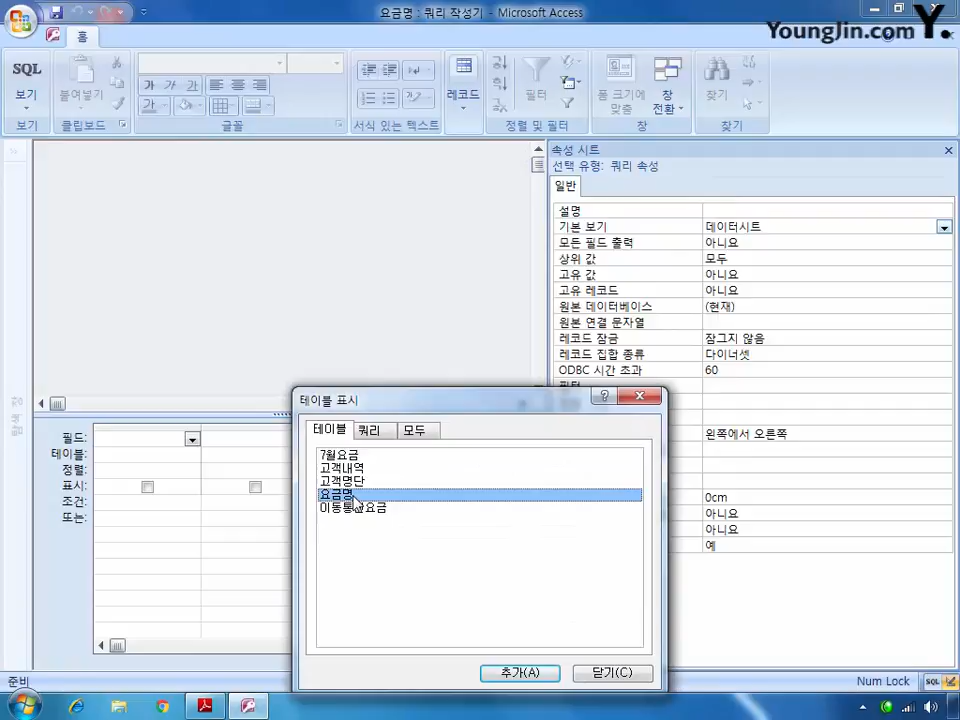 요금명 : 쿼리 작성기 - Microsoft Access
YoungJin.com Y.
홈
SQL
보기
붙여넣기
가 가 가
레코드
필터
폼 크기에
맞춤
창
전환
찾기
보기
클립보드
글꼴
서식 있는 텍스트
정렬 및 필터
창
찾기
속성 시트
선택 유형: 쿼리 속성
일반
설명
기본 보기 데이터시트
모든 필드 출력 아니요
상위 값 모두
고유 값 아니요
고유 레코드 아니요
원본 데이터베이스 (현재)
원본 연결 문자열
레코드 잠금 잠그지 않음
레코드 집합 종류 다이너셋
ODBC 시간 초과 60
필터
왼쪽에서 오른쪽
0cm
아니요
아니요
예
필드:
테이블:
정렬:
표시:
조건:
또는:
테이블 표시
테이블 쿼리 모두
7월요금
고객내역
고객명단
요금명
이동통신요금
추가(A) 닫기(C)
준비
Num Lock
SQL